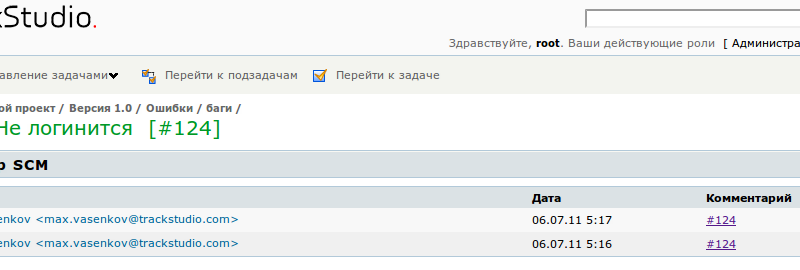 kStudio.
Здравствуйте, root. Ваши действующие роли [ Администра
авление задачами Перейти к подзадачам Перейти к задаче
ой проект / Версия 1.0 / Ошибки / баги /
Не логинится [#124]
р SCM
Дата Комментарий
enkov <max.vasenkov@trackstudio.com> 06.07.11 5:17 #124
enkov <max.vasenkov@trackstudio.com> 06.07.11 5:16 #124